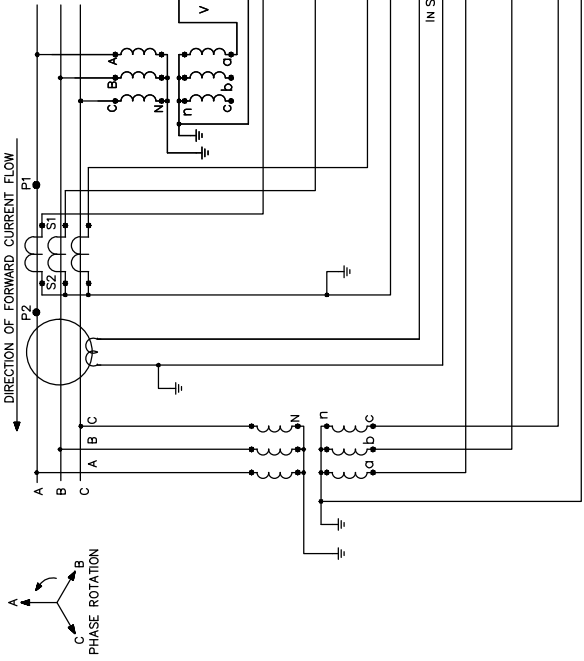 DIRECTION OF FORWARD CURRENT FLOW
P2
P1
S2
S1
A
B
C
A
B
C
N
n
a
b
c
V
IN S
C
B
A
N
n
c
b
a
A
B
C
PHASE ROTATION